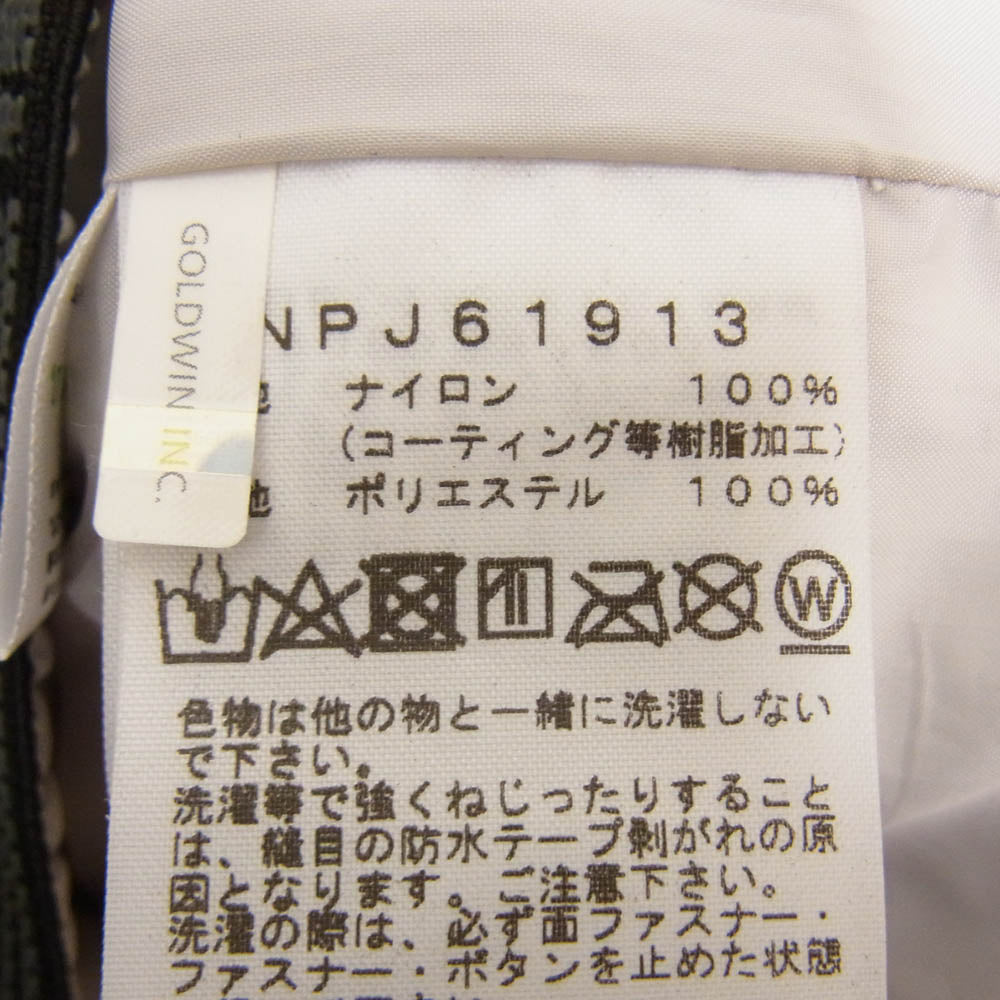 GOLDWIN INC.
NPJ61913
地 ナイロン 100%
(コーティング等樹脂加工)
地 ポリエステル 100%
W
色物は他の物と一緒に洗濯しない
で下さい。
洗濯等で強くねじったりすること
は、縫目の防水テープ剥がれの原
因となります。ご注意下さい。
洗濯の際は、必ず面ファスナー・
ファスナー・ボタンを止めた状態